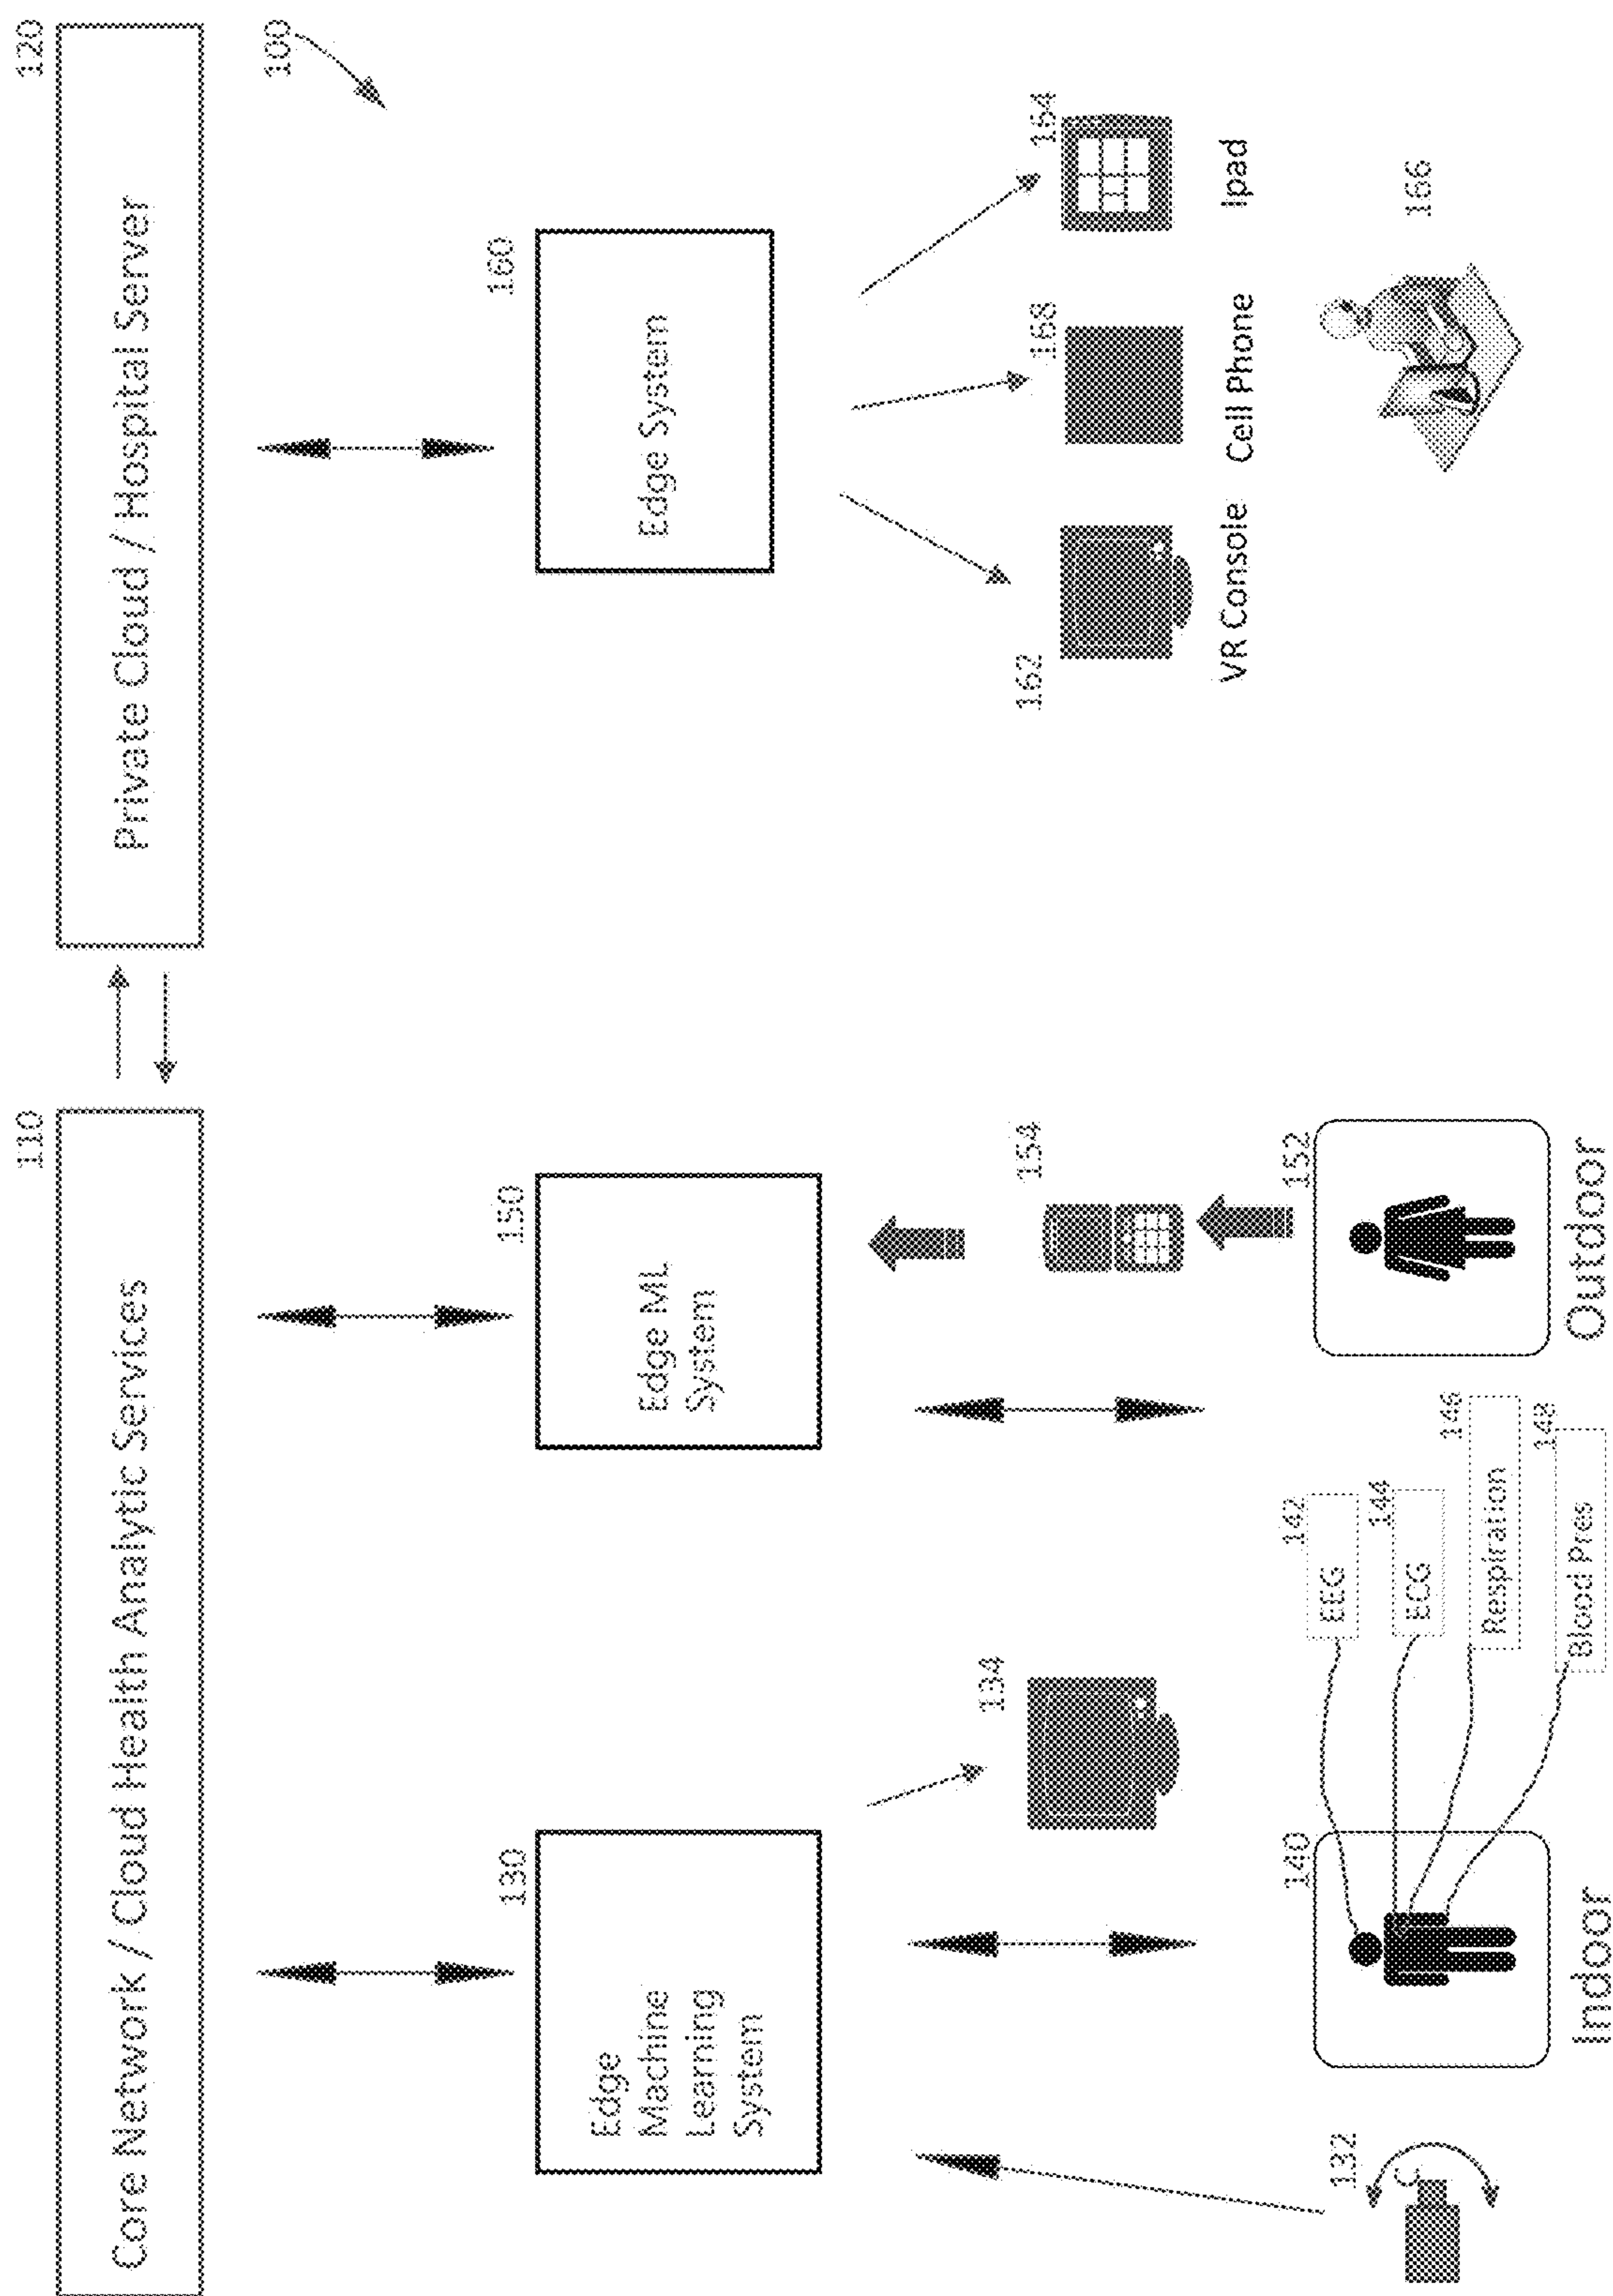 110
Core Network / Cloud Health Analytic Services
120
Private Cloud / Hospital Server
100
130
Edge
Machine
Learning
System
150
Edge ML
System
160
Edge System
134
154
162
168
164
VR Console
Cell Phone
Ipad
132
C
140
142
EEG
144
ECG
146
Respiration
148
Blood Pres
152
166
Indoor
Outdoor